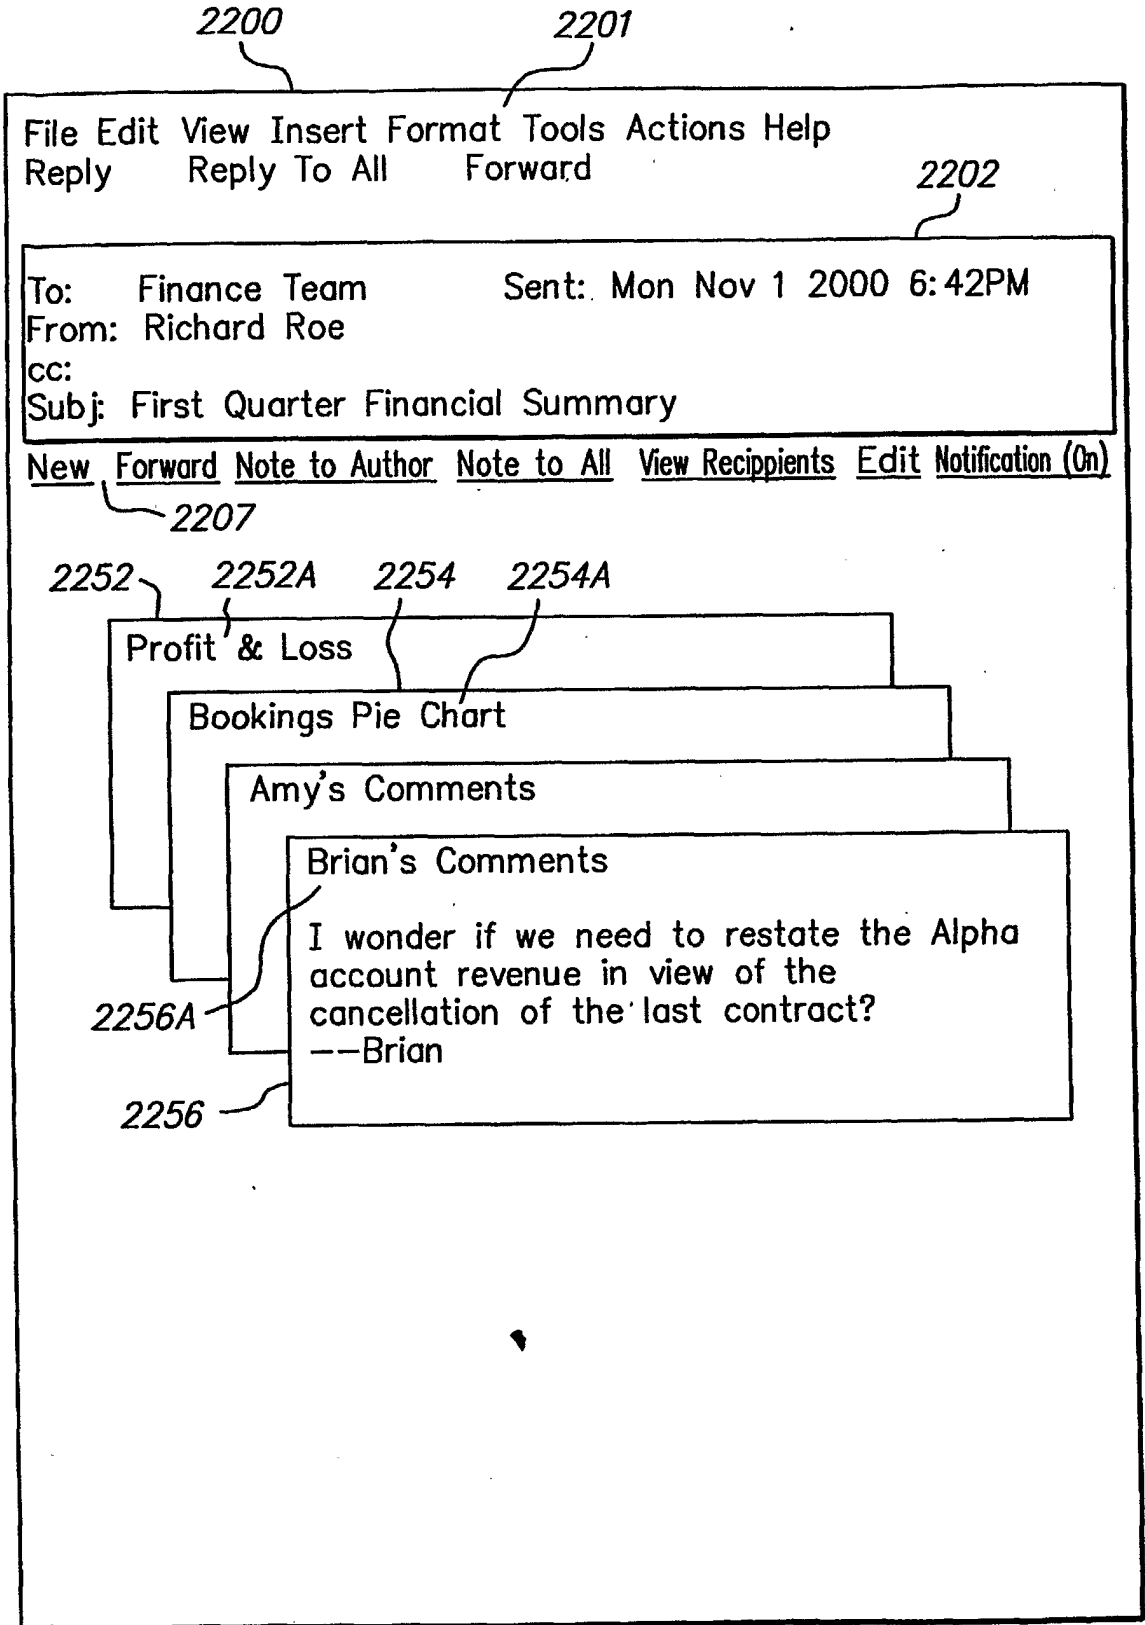 2200 2201
File Edit View Insert Format Tools Actions Help
Reply Reply To All Forward
2202
To: Finance Team Sent: Mon Nov 1 2000 6:42PM
From: Richard Roe
cc:
Subj: First Quarter Financial Summary
New Forward Note to Author Note to All View Recippients Edit Notification (On)
2207
2252 2252A 2254 2254A
Profit & Loss
Bookings Pie Chart
Amy's Comments
Brian's Comments
I wonder if we need to restate the Alpha
account revenue in view of the
2256A
cancellation of the last contract?
––Brian
2256